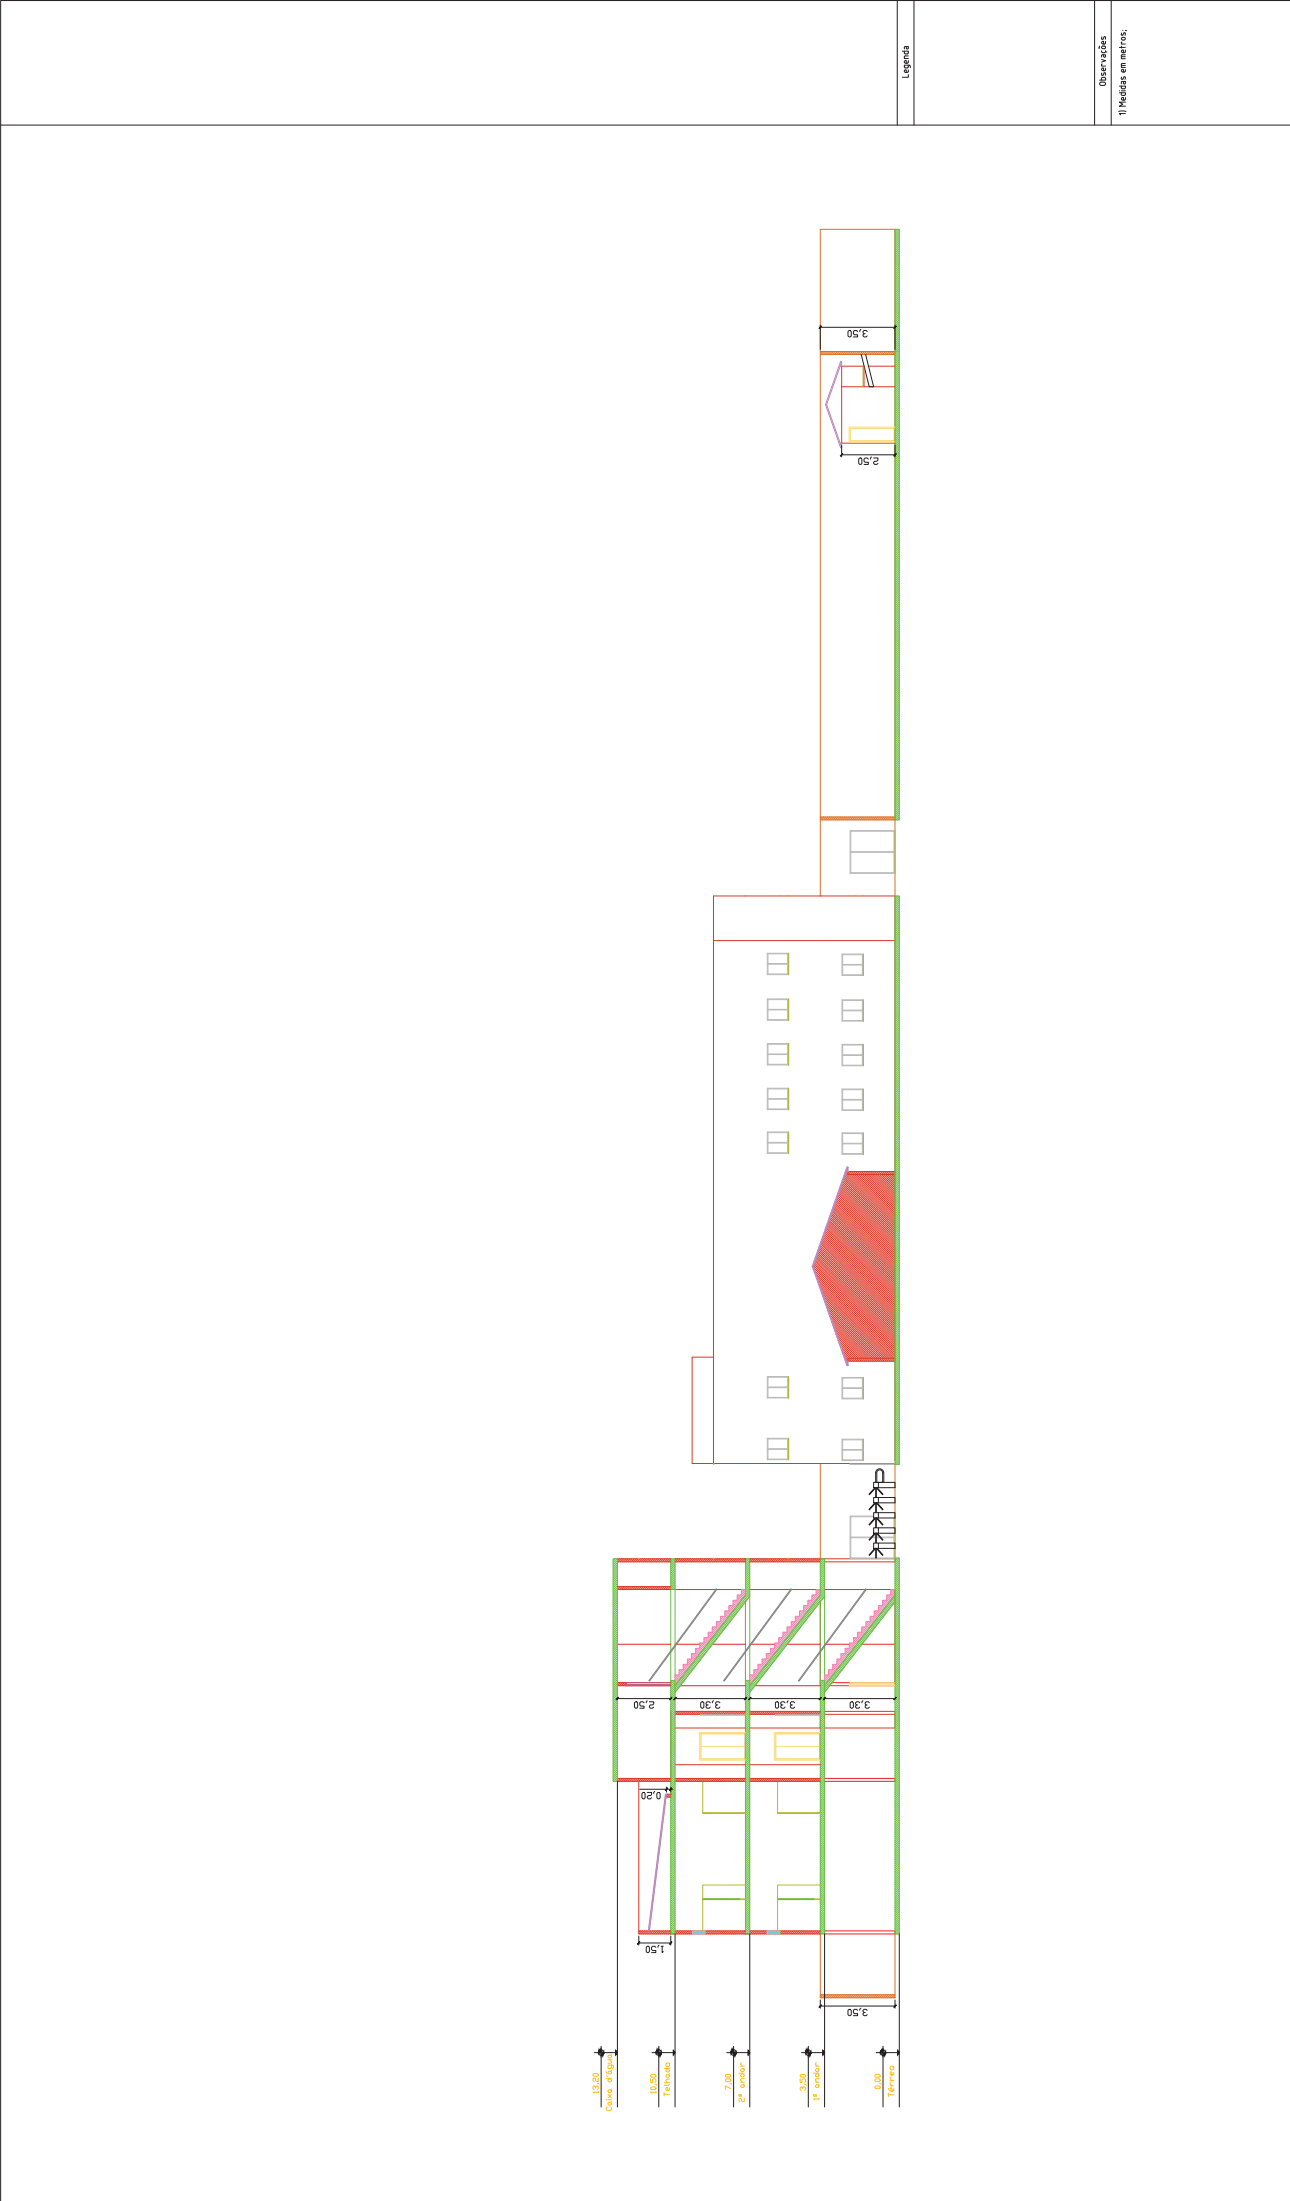 Legenda
Observações
1) Medidas em metros;
3,50
2,50
2,50
3,30
3,30
3,30
0,20
1,50
3,50
13,20
Caixa d'água
10,50
Telhado
7,00
2º andar
3,50
1º andar
0,00
Térreo